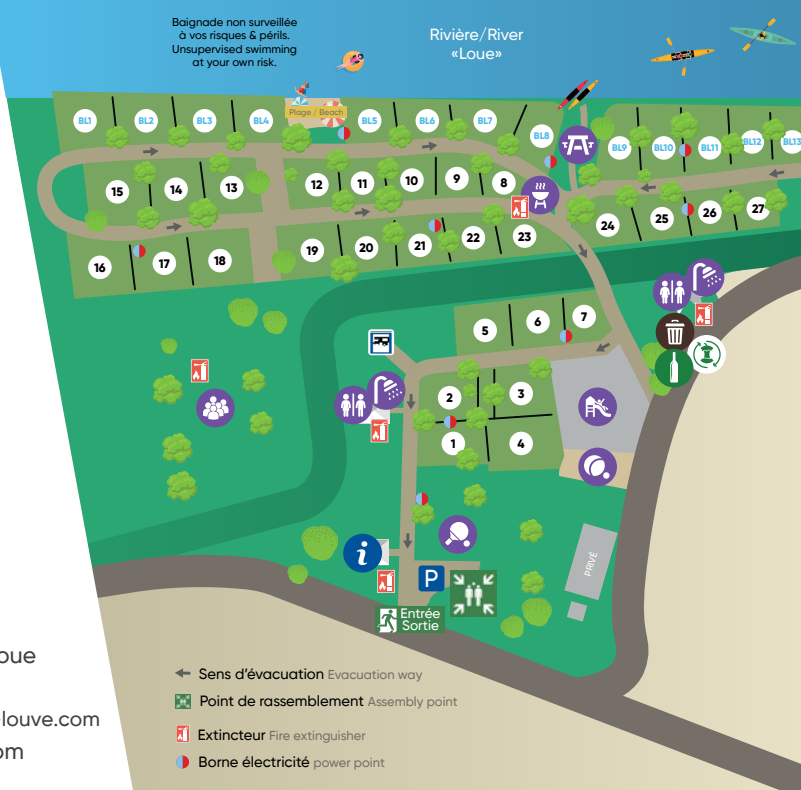 Baignade non surveillée
à vos risques & périls.
Unsupervised swimming
at your own risk.
Rivière/River
«Loue»
Plage / Beach
BL1
BL2
BL3
BL4
BL5
BL6
BL7
BL8
BL9
BL10
BL11
BL12
BL13
15
14
13
12
11
10
9
8
24
25
26
27
16
17
18
19
20
21
22
23
5
6
7
2
3
1
4
i
P
PRIVÉ
Entrée
Sortie
oue
louve.com
om
Sens d'évacuation Evacuation way
Point de rassemblement Assembly point
Extincteur Fire extinguisher
Borne électricité power point